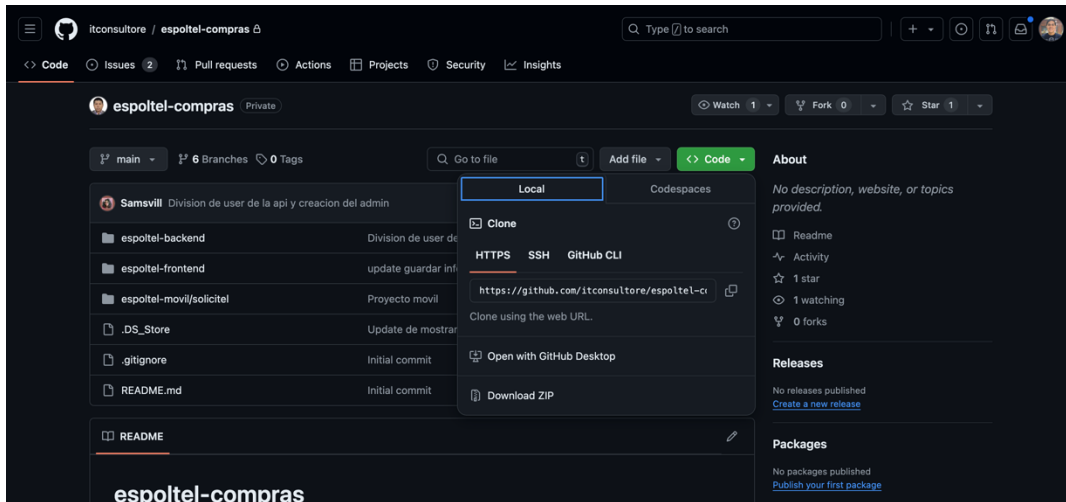 itconsultore / espoltel-compras
Type / to search
Code
Issues 2
Pull requests
Actions
Projects
Security
Insights
espoltel-compras Private
Watch 1
Fork 0
Star 1
main
6 Branches
0 Tags
Go to file t
Add file
Code
Local
Codespaces
Clone
HTTPS SSH GitHub CLI
https://github.com/itconsultore/espoltel-co
Clone using the web URL.
Open with GitHub Desktop
Download ZIP
Samsvill Division de user de la api y creacion del admin
espoltel-backend Division de user de
espoltel-frontend update guardar inf
espoltel-movil/solicitel Proyecto movil
.DS_Store Update de mostrar
.gitignore Initial commit
README.md Initial commit
README
espoltel-compras
About
No description, website, or topics
provided.
Readme
Activity
1 star
1 watching
0 forks
Releases
No releases published
Create a new release
Packages
No packages published
Publish your first package